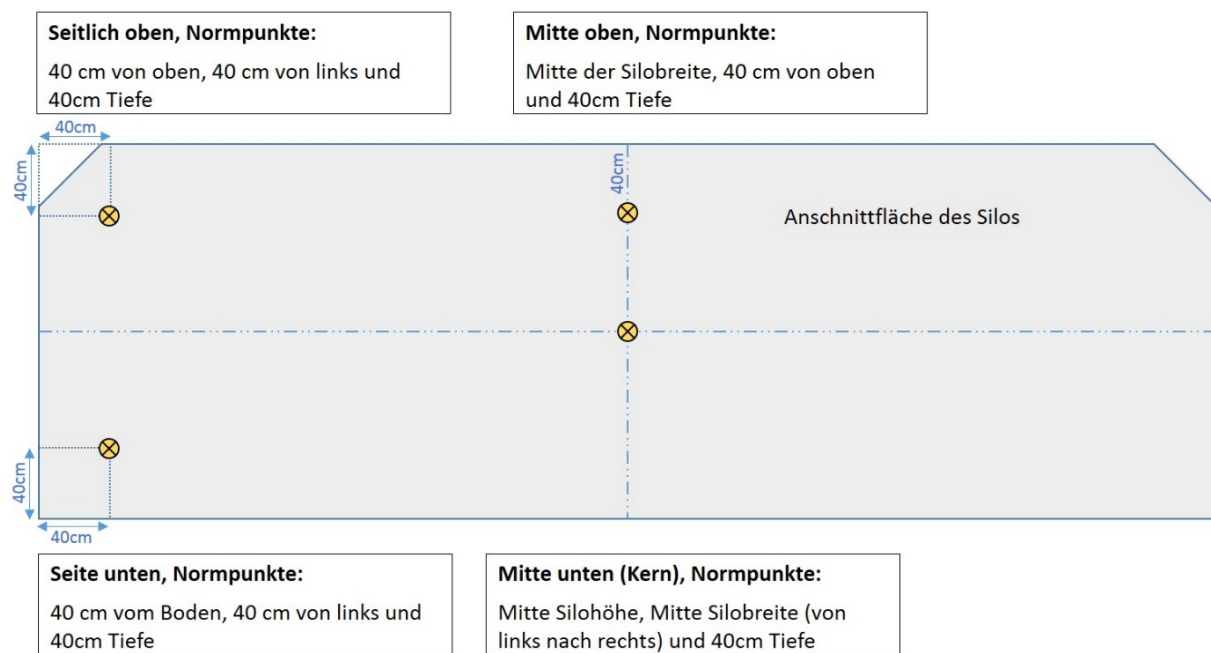 Seitlich oben, Normpunkte:
40 cm von oben, 40 cm von links und
40cm Tiefe
Mitte oben, Normpunkte:
Mitte der Silobreite, 40 cm von oben
und 40cm Tiefe
40cm
40cm
40cm
Anschnittfläche des Silos
40cm
40cm
Seite unten, Normpunkte:
40 cm vom Boden, 40 cm von links und
40cm Tiefe
Mitte unten (Kern), Normpunkte:
Mitte Silohöhe, Mitte Silobreite (von
links nach rechts) und 40cm Tiefe